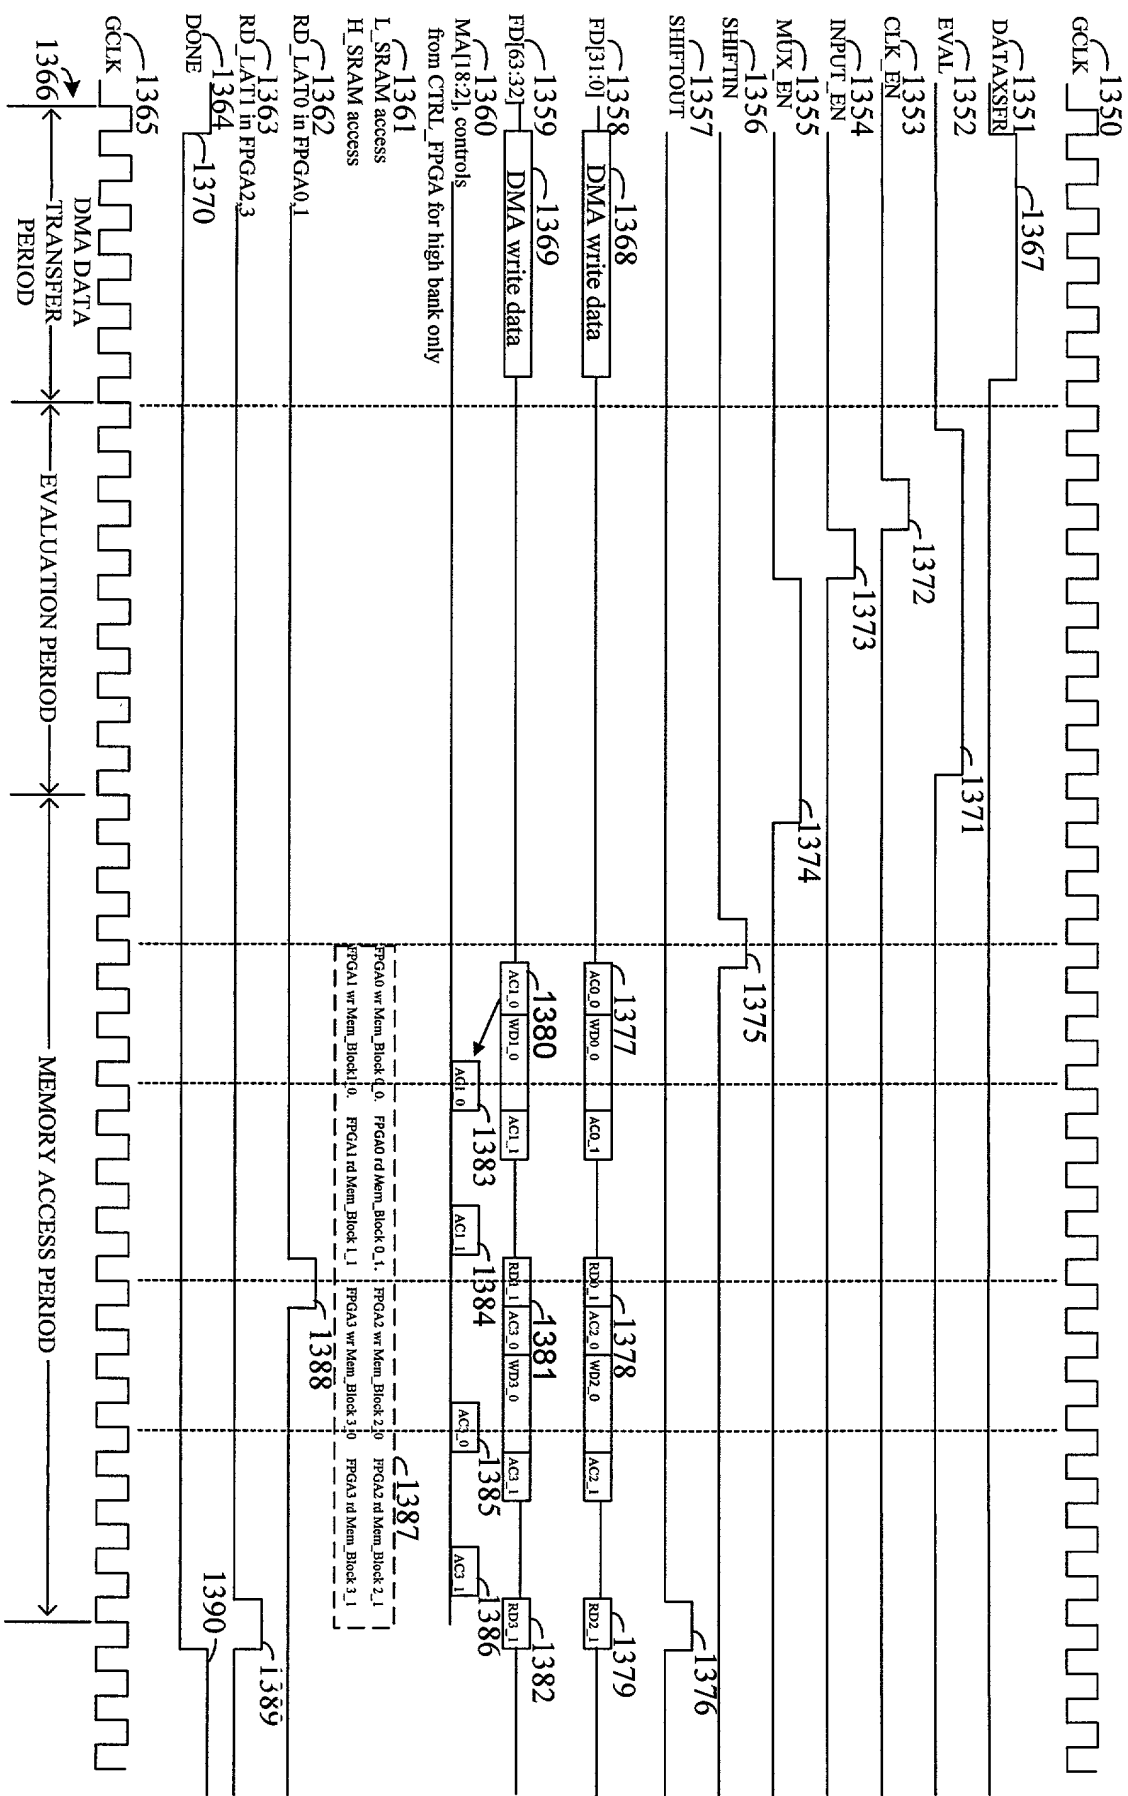 GCLK 1350
DATAXSFR 1351
1367
EVAL 1352
1371
CLK_EN 1353
1372
INPUT_EN 1354
1373
MUX_EN 1355
1374
SHIFTIN 1356
1375
SHIFTOUT 1357
1376
FD[31:0] 1358
DMA write data 1368
AC0_0 WD0_0 1377
AC0_1
RD0_1 AC2_0 WD2_0 1378
AC2_1
RD2_1 1379
FD[63:32] 1359
DMA write data 1369
AC1_0 WD1_0 1380
AC1_1
RD1_1 AC3_0 WD3_0 1381
AC3_1
RD3_1 1382
MA[18:2], controls 1360
from CTRL_FPGA for high bank only
AC1_0 1383
AC1_1 1384
AC3_0 1385
AC3_1 1386
L_SRAM access 1361
H_SRAM access
FPGA0 wr Mem_Block 0_0. FPGA0 rd Mem_Block 0_1. FPGA2 wr Mem_Block 2_0 FPGA2 rd Mem_Block 2_1
FPGA1 wr Mem_Block1_0. FPGA1 rd Mem_Block 1_1 FPGA3 wr Mem_Block 3_0 FPGA3 rd Mem_Block 3_1
1387
RD_LAT0 in FPGA0,1 1362
1388
RD_LAT1 in FPGA2,3 1363
1389
DONE 1364
1370
1390
GCLK 1365
1366
DMA DATA
TRANSFER
PERIOD
EVALUATION PERIOD
MEMORY ACCESS PERIOD